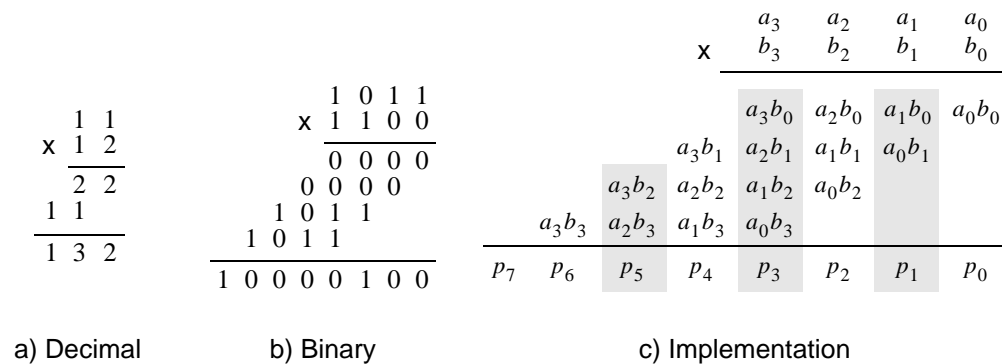 1 1
x 1 2
2 2
1 1
1 3 2
a) Decimal
1 0 1 1
x 1 1 0 0
0 0 0 0
0 0 0 0
1 0 1 1
1 0 1 1
1 0 0 0 0 1 0 0
b) Binary
a₃ a₂ a₁ a₀
x b₃ b₂ b₁ b₀
a₃b₀ a₂b₀ a₁b₀ a₀b₀
a₃b₁ a₂b₁ a₁b₁ a₀b₁
a₃b₂ a₂b₂ a₁b₂ a₀b₂
a₃b₃ a₂b₃ a₁b₃ a₀b₃
p₇ p₆ p₅ p₄ p₃ p₂ p₁ p₀
c) Implementation